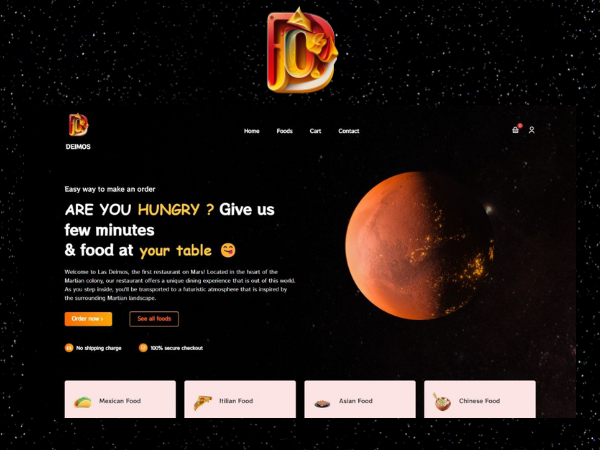 DEIMOS
Home Foods Cart Contact
Easy way to make an order
ARE YOU HUNGRY ? Give us
few minutes
& food at your table
Welcome to Las Deimos, the first restaurant on Mars! Located in the heart of the
Martian colony, our restaurant offers a unique dining experience that is out of this world.
As you step inside, you'll be transported to a futuristic atmosphere that is inspired by
the surrounding Martian landscape.
Order now ›
See all foods
No shipping charge
100% secure checkout
Mexican Food
Itilian Food
Asian Food
Chinese Food